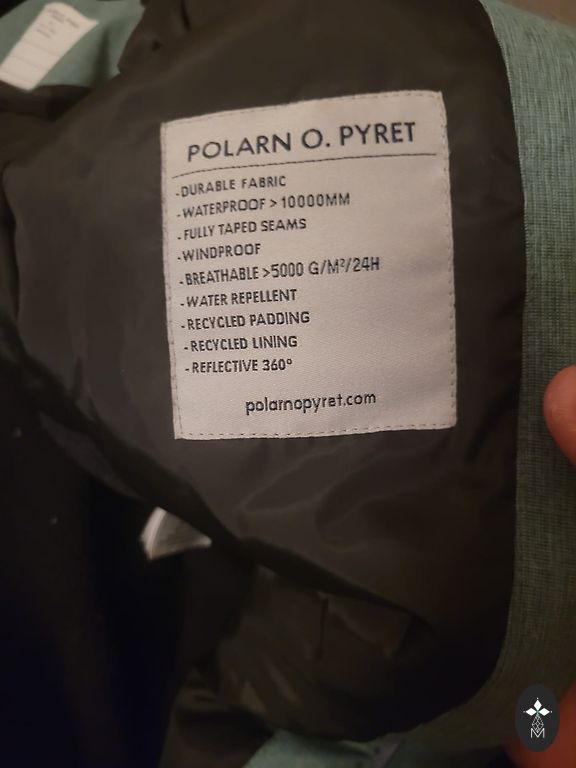 POLARN O. PYRET
-DURABLE FABRIC
-WATERPROOF > 10000MM
-FULLY TAPED SEAMS
-WINDPROOF
-BREATHABLE >5000 G/M²/24H
-WATER REPELLENT
-RECYCLED PADDING
-RECYCLED LINING
-REFLECTIVE 360°
polarnopyret.com
M